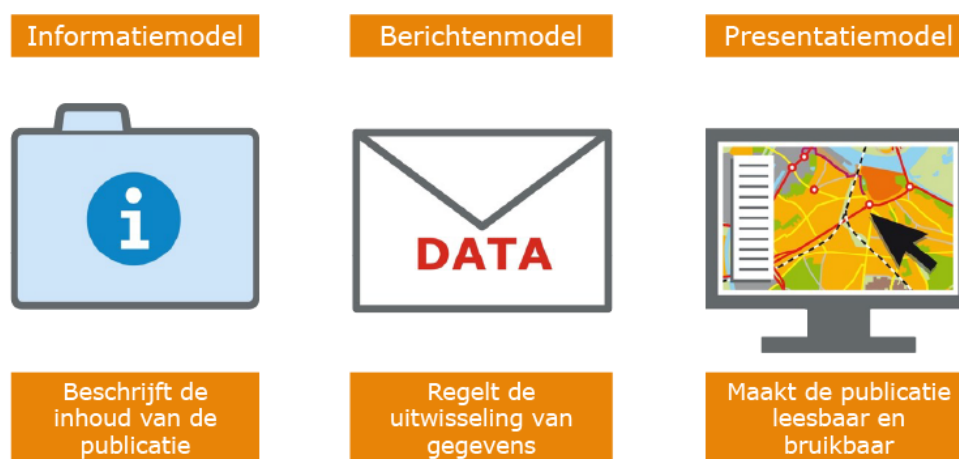 Informatiemodel
Berichtenmodel
Presentatiemodel
DATA
Beschrijft de
inhoud van de
publicatie
Regelt de
uitwisseling van
gegevens
Maakt de publicatie
leesbaar en
bruikbaar